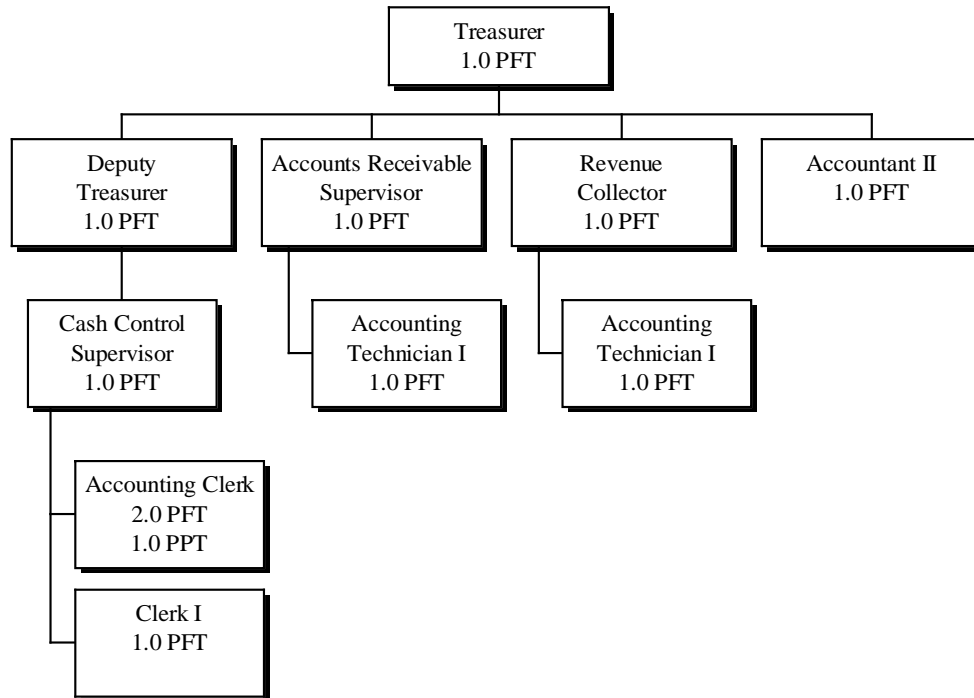 Treasurer
1.0 PFT
Deputy
Treasurer
1.0 PFT
Accounts Receivable
Supervisor
1.0 PFT
Revenue
Collector
1.0 PFT
Accountant II
1.0 PFT
Cash Control
Supervisor
1.0 PFT
Accounting
Technician I
1.0 PFT
Accounting
Technician I
1.0 PFT
Accounting Clerk
2.0 PFT
1.0 PPT
Clerk I
1.0 PFT